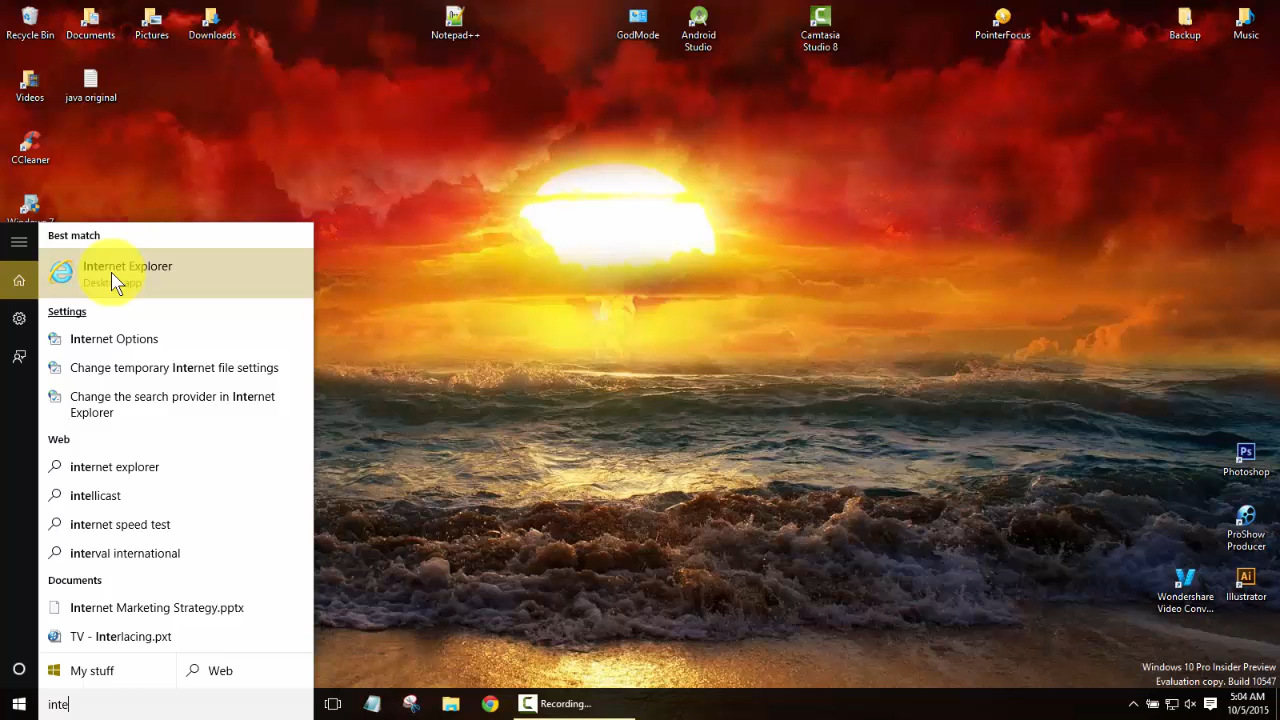 Recycle Bin
Documents
Pictures
Downloads
Notepad++
GodMode
Android
Studio
Camtasia
Studio 8
PointerFocus
Backup
Music
Videos
java original
CCleaner
Best match
Internet Explorer
Desktop app
Settings
Internet Options
Change temporary Internet file settings
Change the search provider in Internet
Explorer
Web
internet explorer
intellicast
internet speed test
interval international
Documents
Internet Marketing Strategy.pptx
TV - Interlacing.pxt
My stuff
Web
inte
Photoshop
ProShow
Producer
Wondershare
Video Conv...
Illustrator
Windows 10 Pro Insider Preview
Evaluation copy. Build 10547
Recording...
5:04 AM
10/5/2015